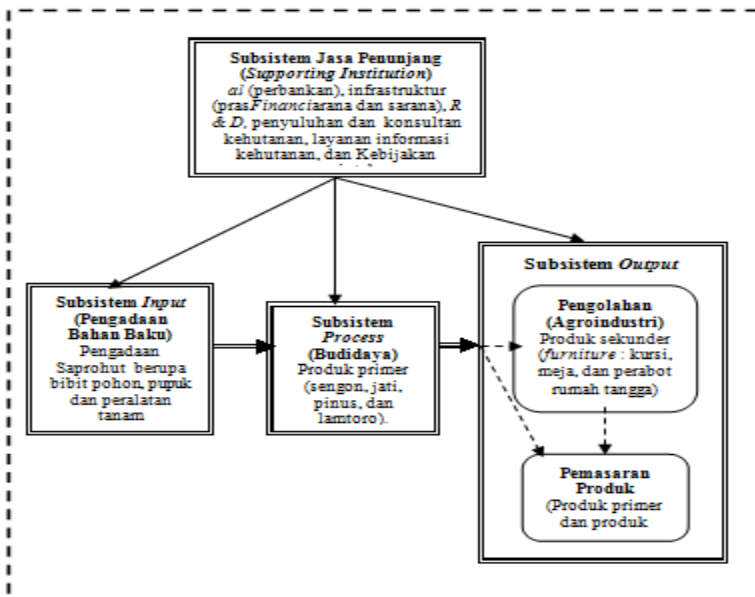 Subsistem Jasa Penunjang
(Supporting Institution)
al (perbankan), infrastruktur
(prasFinanciarana dan sarana), R
& D, penyuluhan dan konsultan
kehutanan, layanan informasi
kehutanan, dan Kebijakan
Subsistem Output
Subsistem Input
(Pengadaan
Bahan Baku)
Pengadaan
Saprohut berupa
bibit pohon, pupuk
dan peralatan
tanam
Subsistem
Process
(Budidaya)
Produk primer
(sengon, jati,
pinus, dan
lamtoro).
Pengolahan
(Agroindustri)
Produk sekunder
(furniture : kursi,
meja, dan perabot
rumah tangga)
Pemasaran
Produk
(Produk primer
dan produk